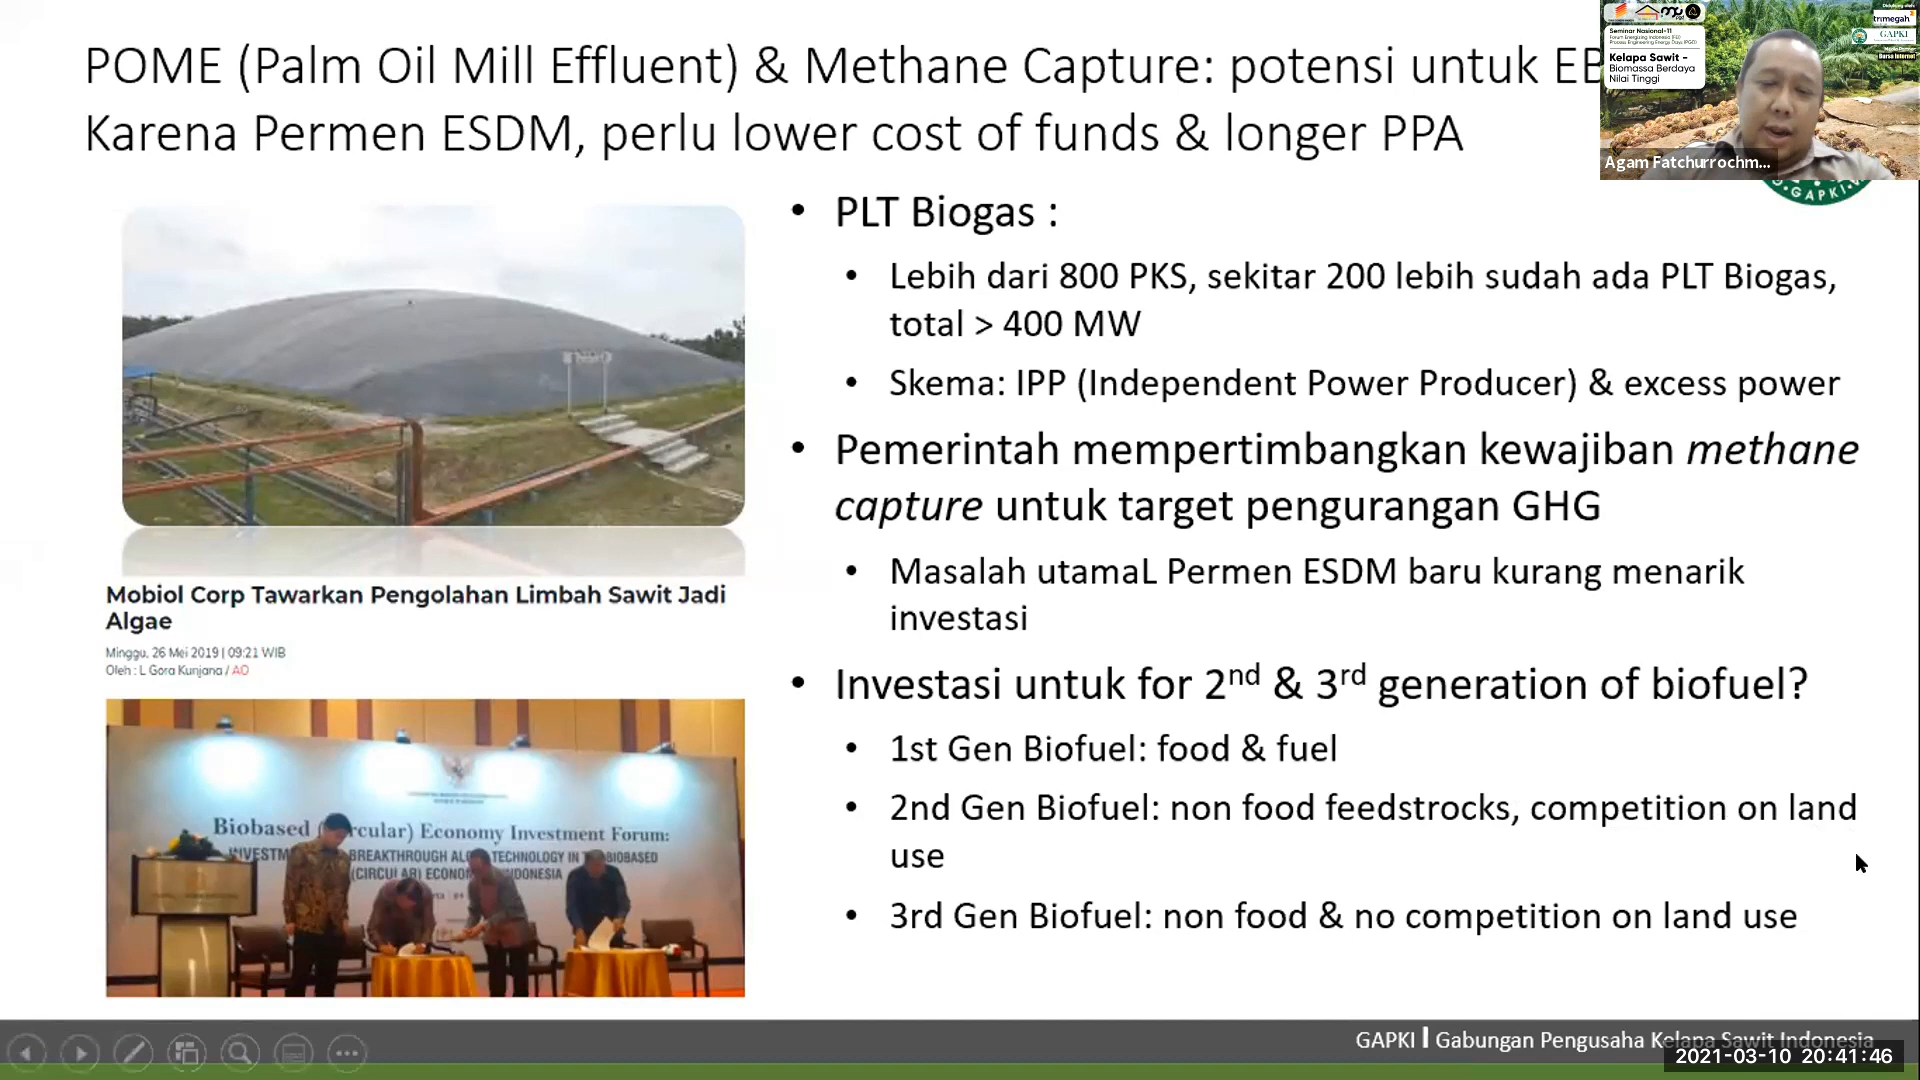 POME (Palm Oil Mill Effluent) & Methane Capture: potensi untuk EB
Karena Permen ESDM, perlu lower cost of funds & longer PPA
Seminar Nasional-11
Kelapa Sawit -
Biomassa Berdaya
Nilai Tinggi
trimegah
GAPKI
Agam Fatchurrochm...
GAPKI
• PLT Biogas :
• Lebih dari 800 PKS, sekitar 200 lebih sudah ada PLT Biogas,
total > 400 MW
• Skema: IPP (Independent Power Producer) & excess power
• Pemerintah mempertimbangkan kewajiban methane
capture untuk target pengurangan GHG
• Masalah utamaL Permen ESDM baru kurang menarik
investasi
• Investasi untuk for 2nd & 3rd generation of biofuel?
• 1st Gen Biofuel: food & fuel
• 2nd Gen Biofuel: non food feedstrocks, competition on land
use
• 3rd Gen Biofuel: non food & no competition on land use
Mobiol Corp Tawarkan Pengolahan Limbah Sawit Jadi
Algae
Minggu, 26 Mei 2019 | 09:21 WIB
Oleh : L Gora Kunjana / AO
Biobased (rcular) Economy Investment Forum:
BREAKTHROUGH TECHNOLOGY IN BIOBASED
GAPKI | Gabungan Pengusaha Kelapa Sawit Indonesia
2021-03-10 20:41:46